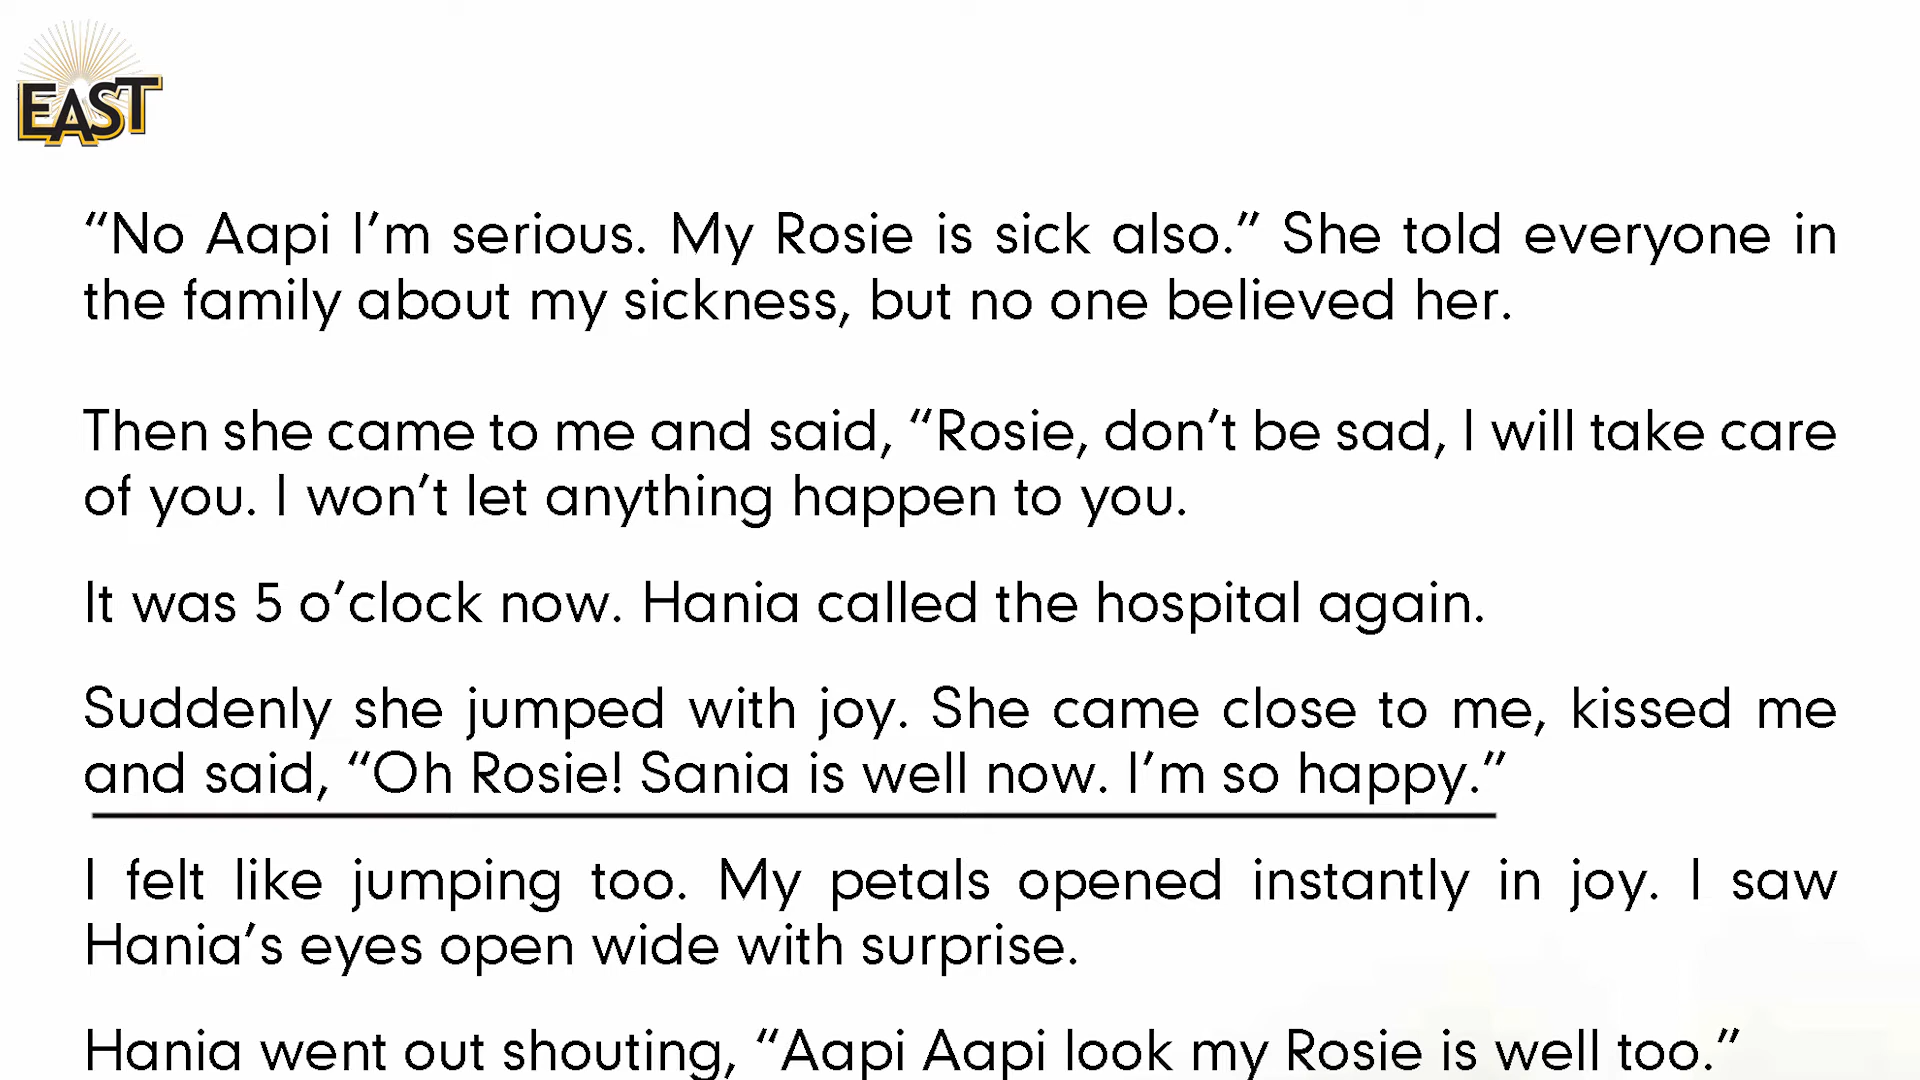 EAST
“No Aapi I’m serious. My Rosie is sick also.” She told everyone in
the family about my sickness, but no one believed her.
Then she came to me and said, “Rosie, don’t be sad, I will take care
of you. I won’t let anything happen to you.
It was 5 o’clock now. Hania called the hospital again.
Suddenly she jumped with joy. She came close to me, kissed me
and said, “Oh Rosie! Sania is well now. I’m so happy.”
I felt like jumping too. My petals opened instantly in joy. I saw
Hania’s eyes open wide with surprise.
Hania went out shouting, “Aapi Aapi look my Rosie is well too.”